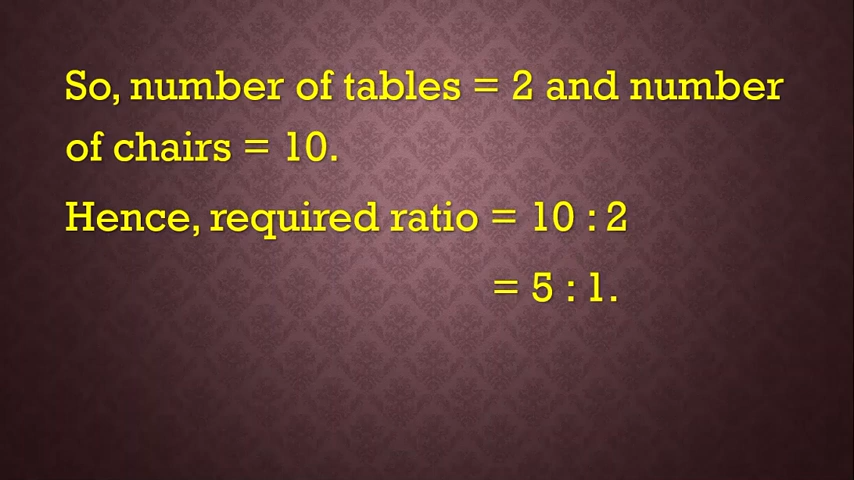 So, number of tables = 2 and number
of chairs = 10.
Hence, required ratio = 10 : 2
= 5 : 1.